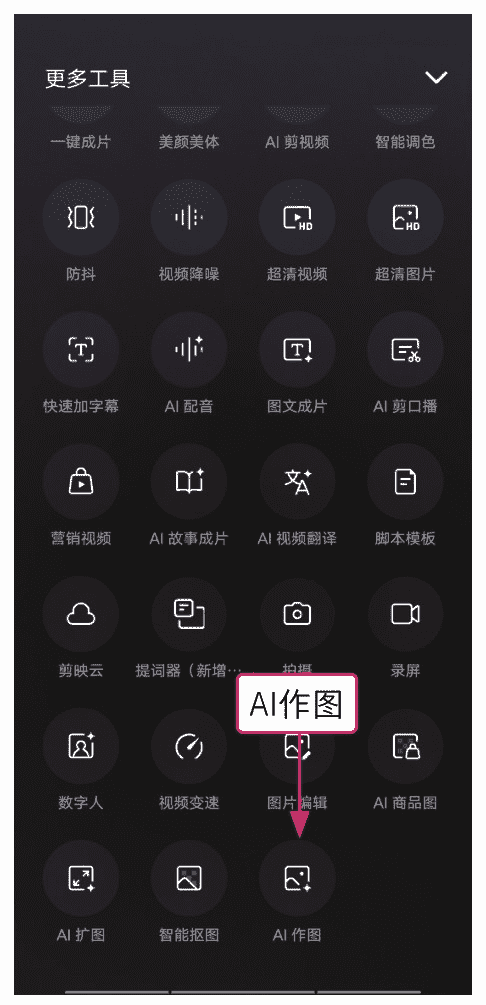 更多工具
一键成片
美颜美体
AI 剪视频
智能调色
防抖
视频降噪
HD
超清视频
HD
超清图片
快速加字幕
AI 配音
图文成片
AI 剪口播
营销视频
AI 故事成片
AI 视频翻译
脚本模板
剪映云
提词器（新增…
拍摄
录屏
AI作图
数字人
视频变速
图片编辑
AI 商品图
AI 扩图
智能抠图
AI 作图